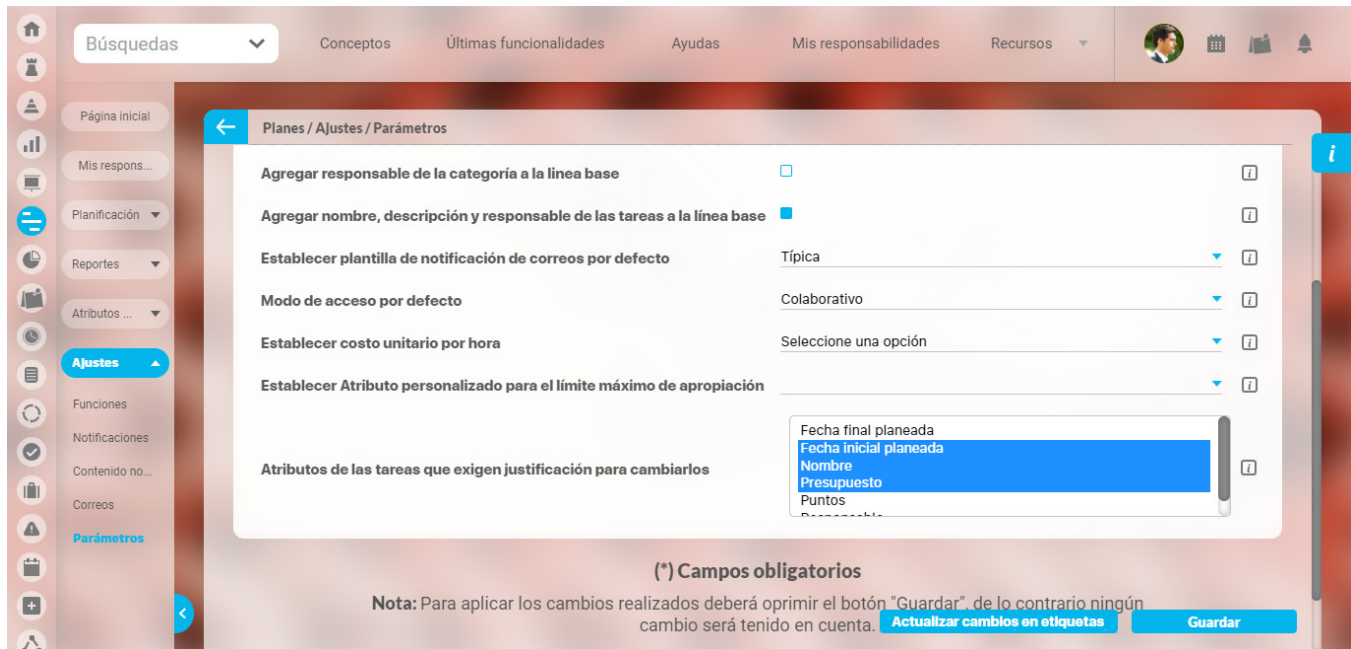 Búsquedas
Conceptos
Últimas funcionalidades
Ayudas
Mis responsabilidades
Recursos
Página inicial
Mis respons...
Planificación
Reportes
Atributos ...
Ajustes
Funciones
Notificaciones
Contenido no...
Correos
Parámetros
Planes / Ajustes / Parámetros
i
Agregar responsable de la categoría a la linea base
i
Agregar nombre, descripción y responsable de las tareas a la línea base
i
Establecer plantilla de notificación de correos por defecto
Típica
i
Modo de acceso por defecto
Colaborativo
i
Establecer costo unitario por hora
Seleccione una opción
i
Establecer Atributo personalizado para el límite máximo de apropiación
i
Atributos de las tareas que exigen justificación para cambiarlos
Fecha final planeada
Fecha inicial planeada
Nombre
Presupuesto
Puntos
Responsable
i
(*) Campos obligatorios
Nota: Para aplicar los cambios realizados deberá oprimir el botón "Guardar", de lo contrario ningún
cambio será tenido en cuenta.
Actualizar cambios en etiquetas
Guardar